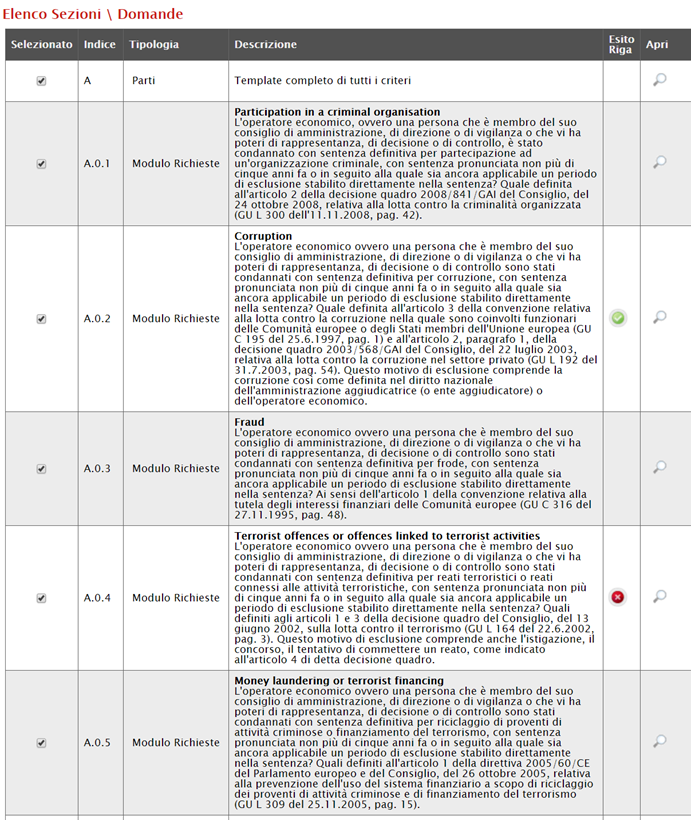 Elenco Sezioni \ Domande
Selezionato Indice Tipologia Descrizione Esito Riga Apri
A Parti Template completo di tutti i criteri
Participation in a criminal organisation
L'operatore economico, ovvero una persona che è membro del suo
consiglio di amministrazione, di direzione o di vigilanza o che vi ha
poteri di rappresentanza, di decisione o di controllo, è stato
condannato con sentenza definitiva per partecipazione ad
A.0.1 Modulo Richieste un'organizzazione criminale, con sentenza pronunciata non più di
cinque anni fa o in seguito alla quale sia ancora applicabile un periodo
di esclusione stabilito direttamente nella sentenza? Quale definita
all'articolo 2 della decisione quadro 2008/841/GAI del Consiglio, del
24 ottobre 2008, relativa alla lotta contro la criminalità organizzata
(GU L 300 dell'11.11.2008, pag. 42).
Corruption
L'operatore economico ovvero una persona che è membro del suo
consiglio di amministrazione, di direzione o di vigilanza o che vi ha
poteri di rappresentanza, di decisione o di controllo sono stati
condannati con sentenza definitiva per corruzione, con sentenza
pronunciata non più di cinque anni fa o in seguito alla quale sia
ancora applicabile un periodo di esclusione stabilito direttamente
nella sentenza? Quale definita all'articolo 3 della convenzione relativa
A.0.2 Modulo Richieste alla lotta contro la corruzione nella quale sono coinvolti funzionari
delle Comunità europee o degli Stati membri dell'Unione europea (GU
C 195 del 25.6.1997, pag. 1) e all'articolo 2, paragrafo 1, della
decisione quadro 2003/568/GAI del Consiglio, del 22 luglio 2003,
relativa alla lotta contro la corruzione nel settore privato (GU L 192 del
31.7.2003, pag. 54). Questo motivo di esclusione comprende la
corruzione così come definita nel diritto nazionale
dell'amministrazione aggiudicatrice (o ente aggiudicatore) o
dell'operatore economico.
Fraud
L'operatore economico ovvero una persona che è membro del suo
consiglio di amministrazione, di direzione o di vigilanza o che vi ha
poteri di rappresentanza, di decisione o di controllo sono stati
condannati con sentenza definitiva per frode, con sentenza
A.0.3 Modulo Richieste pronunciata non più di cinque anni fa o in seguito alla quale sia
ancora applicabile un periodo di esclusione stabilito direttamente
nella sentenza? Ai sensi dell'articolo 1 della convenzione relativa alla
tutela degli interessi finanziari delle Comunità europee (GU C 316 del
27.11.1995, pag. 48).
Terrorist offences or offences linked to terrorist activities
L'operatore economico ovvero una persona che è membro del suo
consiglio di amministrazione, di direzione o di vigilanza o che vi ha
poteri di rappresentanza, di decisione o di controllo sono stati
condannati con sentenza definitiva per reati terroristici o reati
connessi alle attività terroristiche, con sentenza pronunciata non più
A.0.4 Modulo Richieste di cinque anni fa o in seguito alla quale sia ancora applicabile un
periodo di esclusione stabilito direttamente nella sentenza? Quali
definiti agli articoli 1 e 3 della decisione quadro del Consiglio, del 13
giugno 2002, sulla lotta contro il terrorismo (GU L 164 del 22.6.2002,
pag. 3). Questo motivo di esclusione comprende anche l'istigazione, il
concorso, il tentativo di commettere un reato, come indicato
all'articolo 4 di detta decisione quadro.
Money laundering or terrorist financing
L'operatore economico ovvero una persona che è membro del suo
consiglio di amministrazione, di direzione o di vigilanza o che vi ha
poteri di rappresentanza, di decisione o di controllo sono stati
condannati con sentenza definitiva per riciclaggio di proventi di
attività criminose o finanziamento del terrorismo, con sentenza
A.0.5 Modulo Richieste pronunciata non più di cinque anni fa o in seguito alla quale sia
ancora applicabile un periodo di esclusione stabilito direttamente
nella sentenza? Quali definiti all'articolo 1 della direttiva 2005/60/CE
del Parlamento europeo e del Consiglio, del 26 ottobre 2005, relativa
alla prevenzione dell'uso del sistema finanziario a scopo di riciclaggio
dei proventi di attività criminose e di finanziamento del terrorismo
(GU L 309 del 25.11.2005, pag. 15).